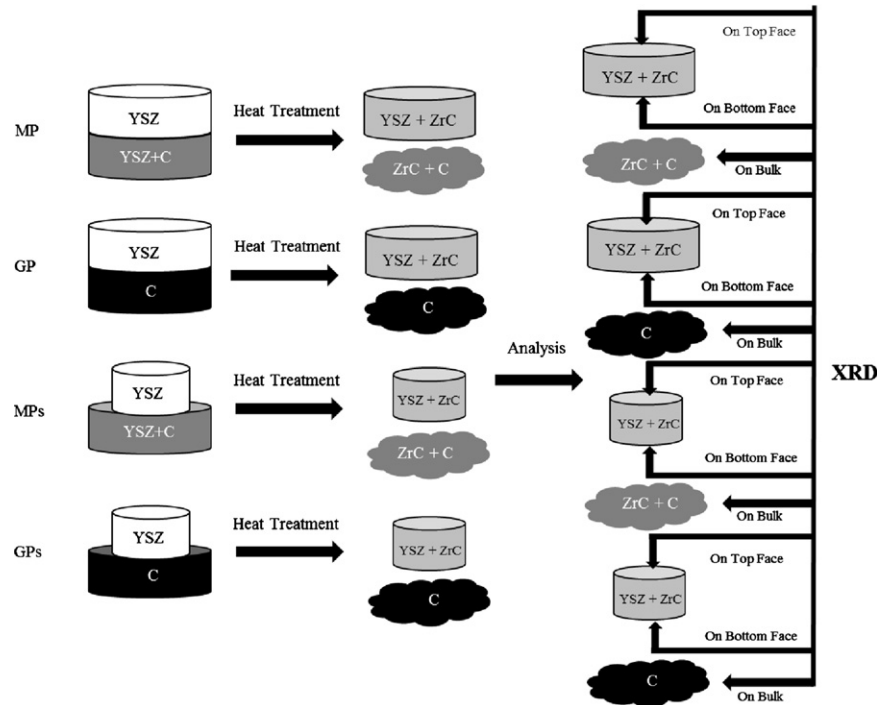 On Top Face
YSZ + ZrC
On Bottom Face
MP
YSZ
YSZ+C
Heat Treatment
YSZ + ZrC
ZrC + C
ZrC + C
On Bulk
On Top Face
GP
YSZ
C
Heat Treatment
YSZ + ZrC
C
YSZ + ZrC
On Bottom Face
C
On Bulk
Analysis
XRD
MPs
YSZ
YSZ+C
Heat Treatment
YSZ + ZrC
ZrC + C
On Top Face
YSZ + ZrC
On Bottom Face
ZrC + C
On Bulk
GPs
YSZ
C
Heat Treatment
YSZ + ZrC
C
On Top Face
YSZ + ZrC
On Bottom Face
C
On Bulk